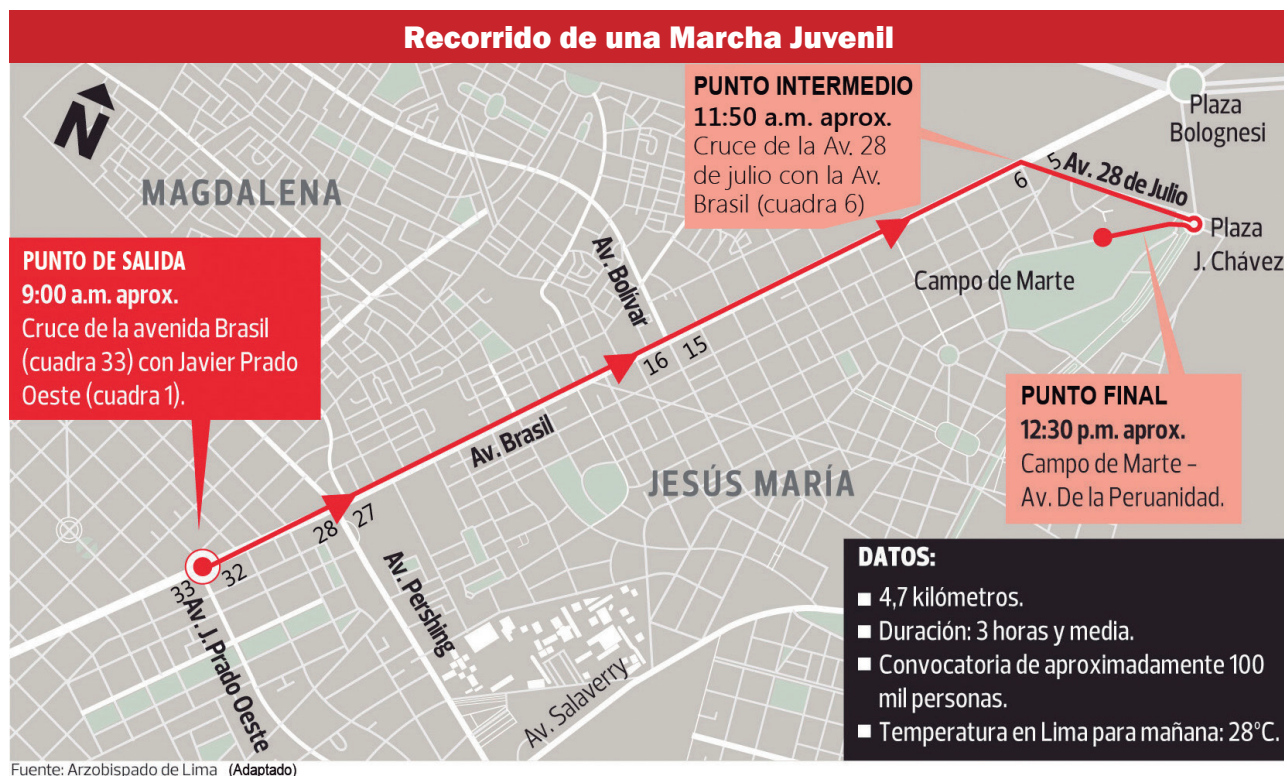 Recorrido de una Marcha Juvenil
N
MAGDALENA
PUNTO INTERMEDIO
11:50 a.m. aprox.
Cruce de la Av. 28
de julio con la Av.
Brasil (cuadra 6)
Plaza
Bolognesi
5
6
Av. 28 de Julio
Plaza
J. Chávez
Campo de Marte
PUNTO DE SALIDA
9:00 a.m. aprox.
Cruce de la avenida Brasil
(cuadra 33) con Javier Prado
Oeste (cuadra 1).
Av. Bolívar
16
15
Av. Brasil
JESÚS MARÍA
PUNTO FINAL
12:30 p.m. aprox.
Campo de Marte –
Av. De la Peruanidad.
28
27
33
32
Av. J. Prado Oeste
Av. Pershing
Av. Salaverry
DATOS:
■ 4,7 kilómetros.
■ Duración: 3 horas y media.
■ Convocatoria de aproximadamente 100
mil personas.
■ Temperatura en Lima para mañana: 28°C.
Fuente: Arzobispado de Lima (Adaptado)